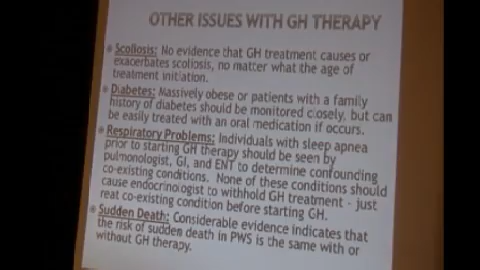 OTHER ISSUES WITH GH THERAPY
Scoliosis: No evidence that GH treatment causes or
exacerbates scoliosis, no matter what the age of
treatment initiation.
Diabetes: Massively obese or patients with a family
history of diabetes should be monitored closely, but can
be easily treated with an oral medication if occurs.
Respiratory Problems: Individuals with sleep apnea
prior to starting GH therapy should be seen by
pulmonologist, GI, and ENT to determine confounding
co-existing conditions. None of these conditions should
cause endocrinologist to withhold GH treatment - just
reat co-existing condition before starting GH.
Sudden Death: Considerable evidence indicates that
the risk of sudden death in PWS is the same with or
without GH therapy.